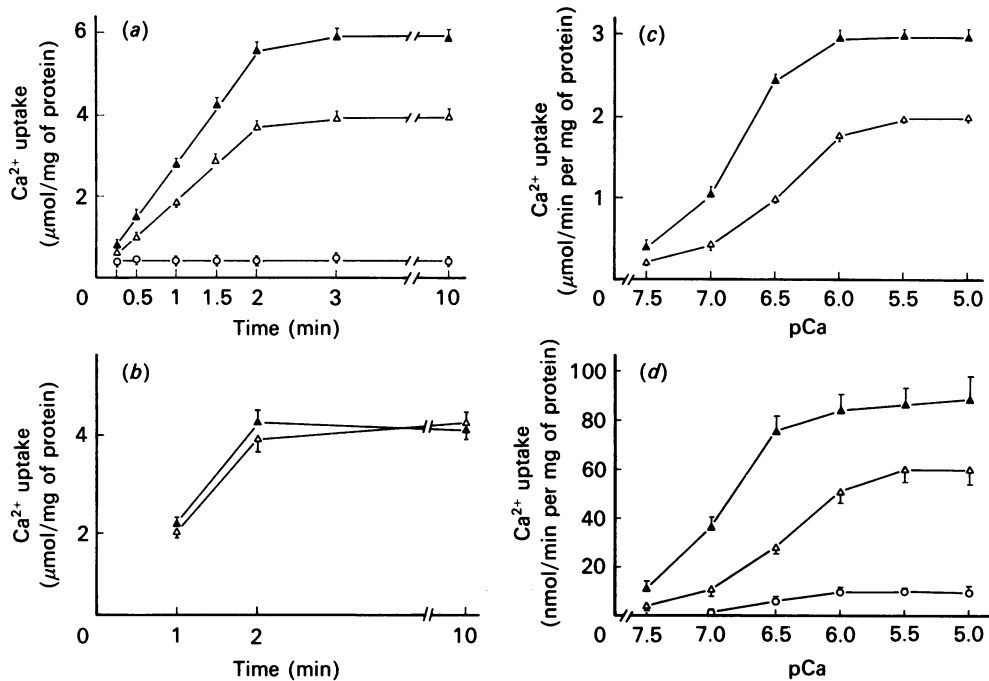 (a)
Ca²⁺ uptake
(μmol/mg of protein)
6
4
2
0
0.5 1 1.5 2 3 10
Time (min)
(c)
Ca²⁺ uptake
(μmol/min per mg of protein)
3
2
1
0
7.5 7.0 6.5 6.0 5.5 5.0
pCa
(b)
Ca²⁺ uptake
(μmol/mg of protein)
4
2
0
1 2 10
Time (min)
(d)
Ca²⁺ uptake
(nmol/min per mg of protein)
100
80
60
40
20
0
7.5 7.0 6.5 6.0 5.5 5.0
pCa